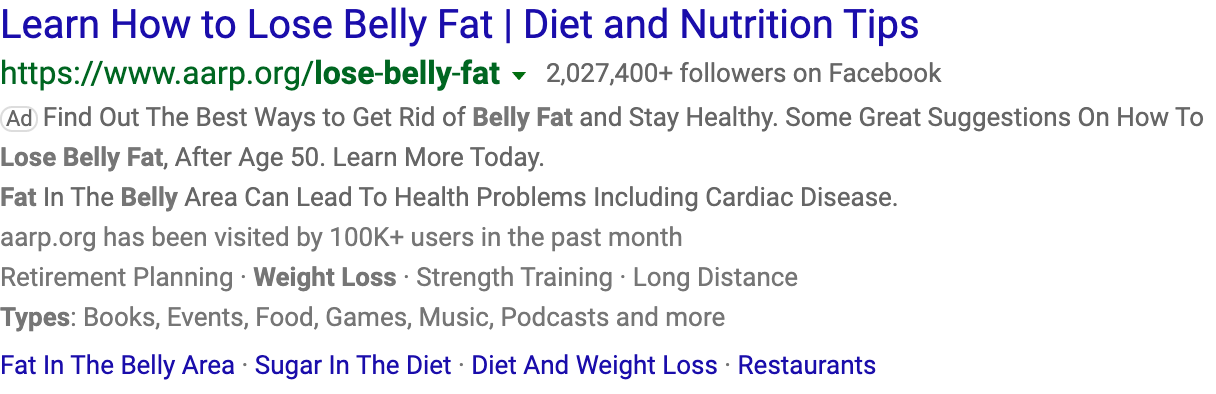 Learn How to Lose Belly Fat | Diet and Nutrition Tips
https://www.aarp.org/lose-belly-fat ▼ 2,027,400+ followers on Facebook
Ad Find Out The Best Ways to Get Rid of Belly Fat and Stay Healthy. Some Great Suggestions On How To
Lose Belly Fat, After Age 50. Learn More Today.
Fat In The Belly Area Can Lead To Health Problems Including Cardiac Disease.
aarp.org has been visited by 100K+ users in the past month
Retirement Planning · Weight Loss · Strength Training · Long Distance
Types: Books, Events, Food, Games, Music, Podcasts and more
Fat In The Belly Area · Sugar In The Diet · Diet And Weight Loss · Restaurants